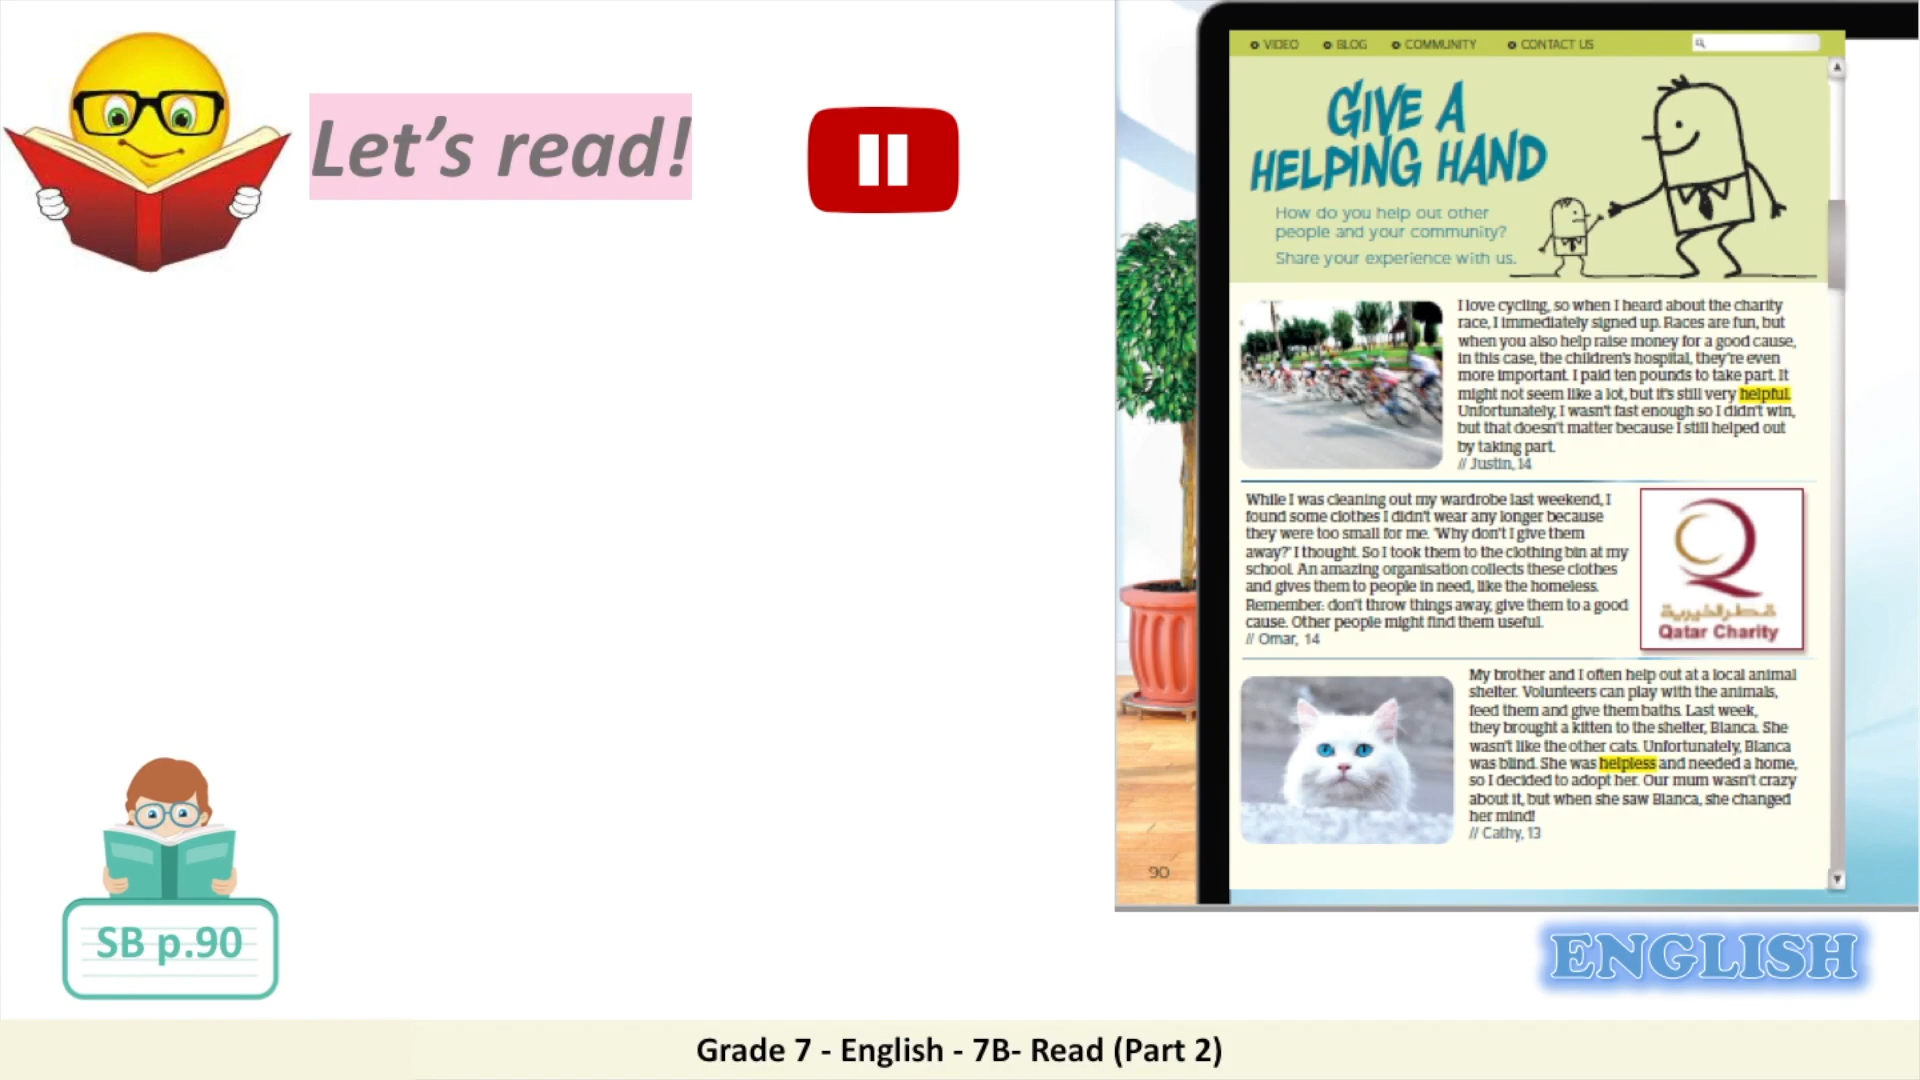 Let's read!
VIDEO BLOG COMMUNITY CONTACT US
GIVE A
HELPING HAND
How do you help out other
people and your community?
Share your experience with us.
I love cycling, so when I heard about the charity
race, I immediately signed up. Races are fun, but
when you also help raise money for a good cause,
in this case, the children's hospital, they're even
more important. I paid ten pounds to take part. It
might not seem like a lot, but it's still very helpful.
Unfortunately, I wasn't fast enough so I didn't win,
but that doesn't matter because I still helped out
by taking part.
// Justin, 14
While I was cleaning out my wardrobe last weekend, I
found some clothes I didn't wear any longer because
they were too small for me. 'Why don't I give them
away?' I thought. So I took them to the clothing bin at my
school. An amazing organisation collects these clothes
and gives them to people in need, like the homeless.
Remember: don't throw things away, give them to a good
cause. Other people might find them useful.
// Omar, 14
قطر الخيرية
Qatar Charity
My brother and I often help out at a local animal
shelter. Volunteers can play with the animals,
feed them and give them baths. Last week,
they brought a kitten to the shelter, Blanca. She
wasn't like the other cats. Unfortunately, Blanca
was blind. She was helpless and needed a home,
so I decided to adopt her. Our mum wasn't crazy
about it, but when she saw Blanca, she changed
her mind!
// Cathy, 13
90
SB p.90
ENGLISH
Grade 7 - English - 7B- Read (Part 2)